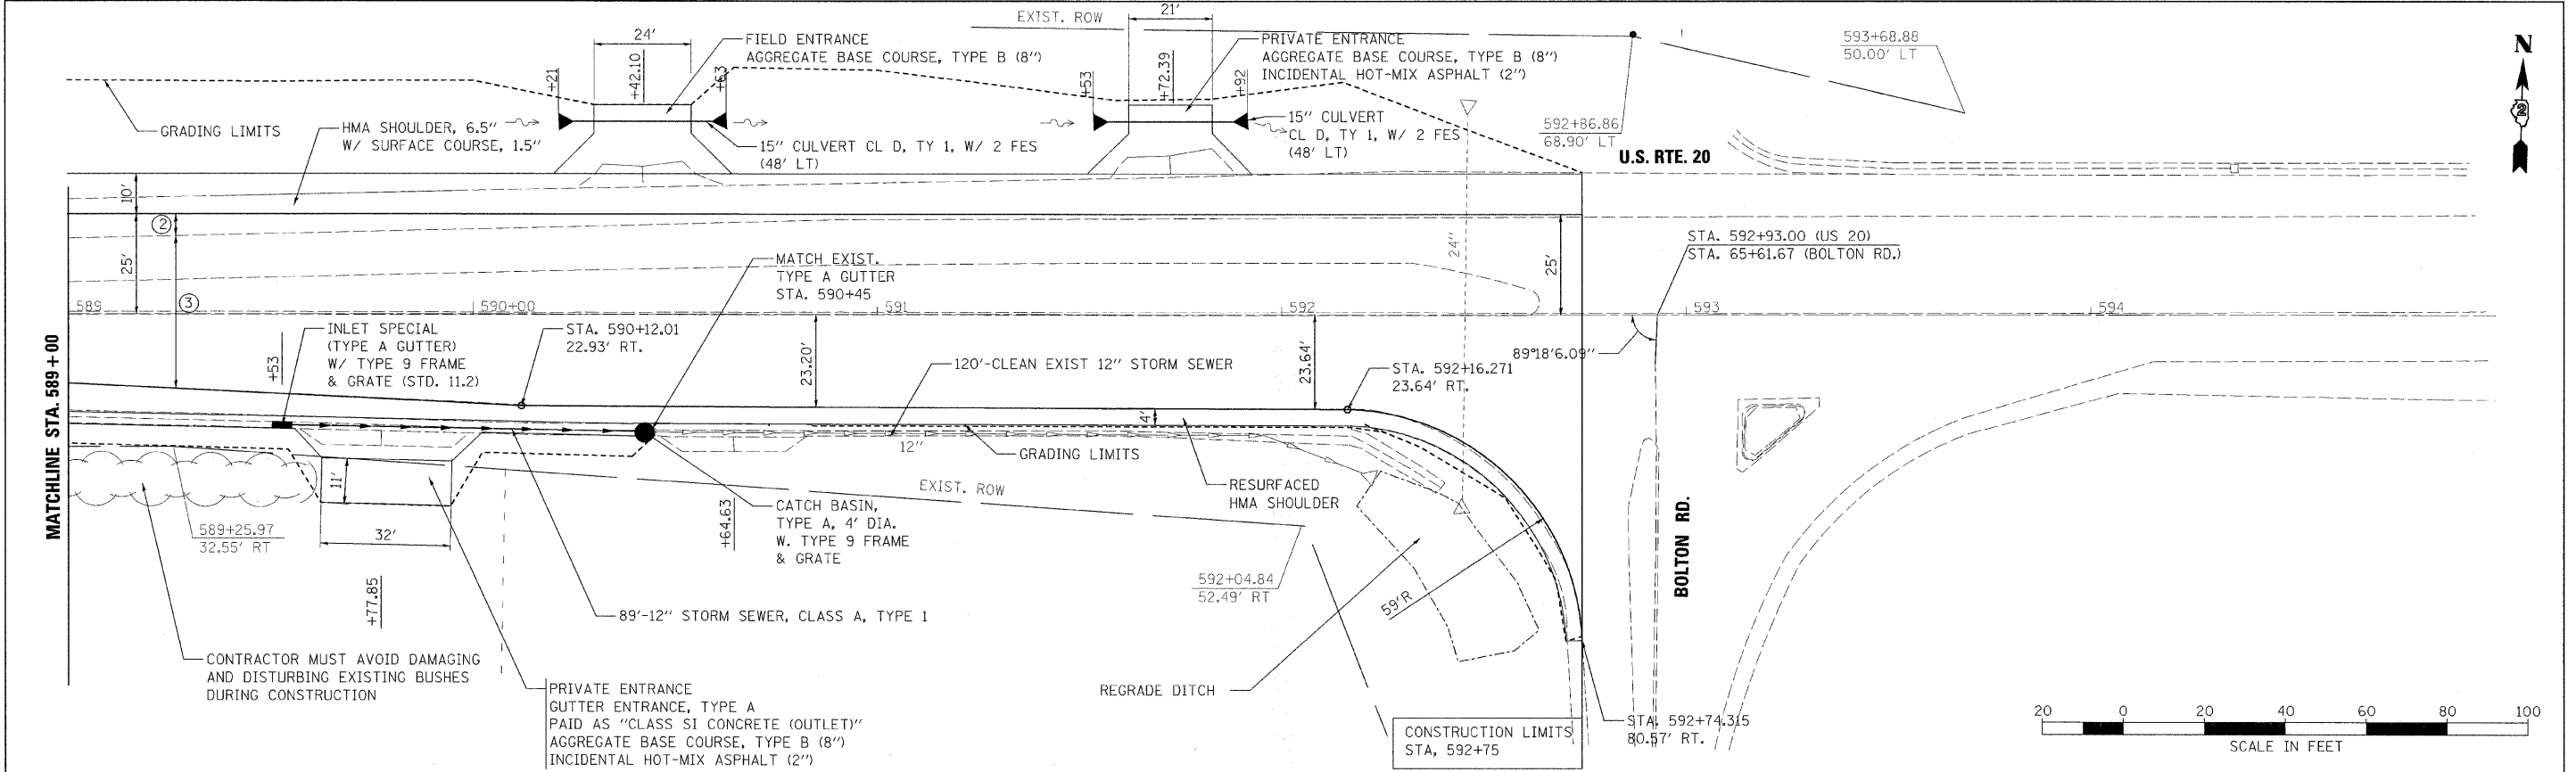 EXIST. ROW
21'
24'
FIELD ENTRANCE
AGGREGATE BASE COURSE, TYPE B (8")
PRIVATE ENTRANCE
AGGREGATE BASE COURSE, TYPE B (8")
INCIDENTAL HOT-MIX ASPHALT (2")
593+68.88
50.00' LT
N
2
+21
+42.10
+63
+53
+72.39
+92
GRADING LIMITS
HMA SHOULDER, 6.5"
W/ SURFACE COURSE, 1.5"
15" CULVERT CL D, TY 1, W/ 2 FES
(48' LT)
15" CULVERT
CL D, TY 1, W/ 2 FES
(48' LT)
592+86.86
68.90' LT
U.S. RTE. 20
10'
2
25'
3
24"
25'
MATCH EXIST.
TYPE A GUTTER
STA. 590+45
STA. 592+93.00 (US 20)
STA. 65+61.67 (BOLTON RD.)
589
590+00
591
592
593
594
MATCHLINE STA. 589+00
+53
INLET SPECIAL
(TYPE A GUTTER)
W/ TYPE 9 FRAME
& GRATE (STD. 11.2)
STA. 590+12.01
22.93' RT.
23.20'
120'-CLEAN EXIST 12" STORM SEWER
23.64'
STA. 592+16.271
23.64' RT.
89°18'6.09"
4'
12"
GRADING LIMITS
11'
EXIST. ROW
RESURFACED
HMA SHOULDER
589+25.97
32.55' RT
32'
+77.85
+64.63
CATCH BASIN,
TYPE A, 4' DIA.
W. TYPE 9 FRAME
& GRATE
592+04.84
52.49' RT
59'R
BOLTON RD.
89'-12" STORM SEWER, CLASS A, TYPE 1
CONTRACTOR MUST AVOID DAMAGING
AND DISTURBING EXISTING BUSHES
DURING CONSTRUCTION
PRIVATE ENTRANCE
GUTTER ENTRANCE, TYPE A
PAID AS "CLASS SI CONCRETE (OUTLET)"
AGGREGATE BASE COURSE, TYPE B (8")
INCIDENTAL HOT-MIX ASPHALT (2")
REGRADE DITCH
CONSTRUCTION LIMITS
STA, 592+75
STA. 592+74.315
80.57' RT.
20 0 20 40 60 80 100
SCALE IN FEET